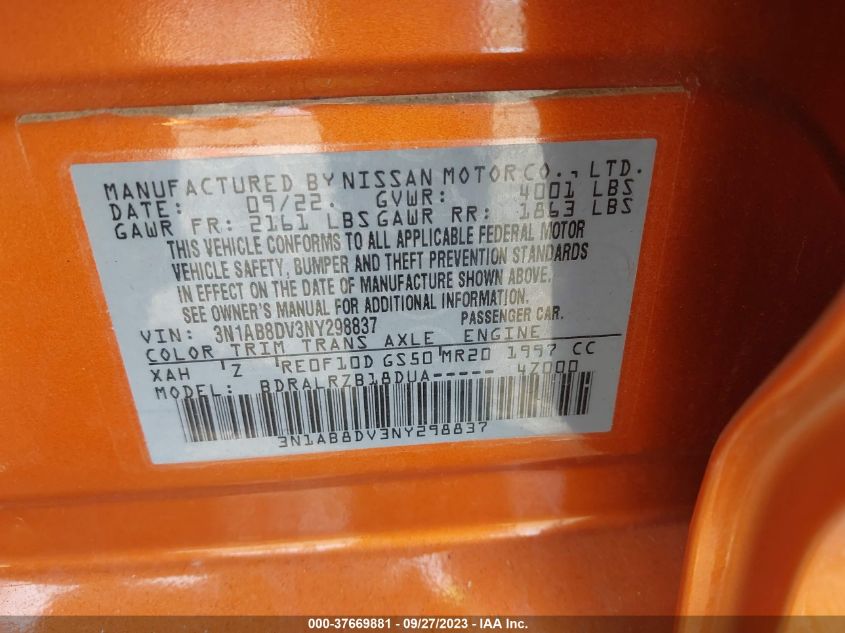 MANUFACTURED BY NISSAN MOTOR CO., LTD.
DATE: 09/22. GVWR: 4001 LBS
GAWR FR: 2161 LBS GAWR RR: 1863 LBS
THIS VEHICLE CONFORMS TO ALL APPLICABLE FEDERAL MOTOR
VEHICLE SAFETY, BUMPER AND THEFT PREVENTION STANDARDS
IN EFFECT ON THE DATE OF MANUFACTURE SHOWN ABOVE.
SEE OWNER'S MANUAL FOR ADDITIONAL INFORMATION.
VIN: 3N1AB8DV3NY298837 PASSENGER CAR.
COLOR TRIM TRANS AXLE ENGINE
XAH Z RE0F10D GS50 MR20 1997 CC
MODEL: BDRALRZB18DUA----- 47000
3N1AB8DV3NY298837
000-37669881 - 09/27/2023 - IAA Inc.